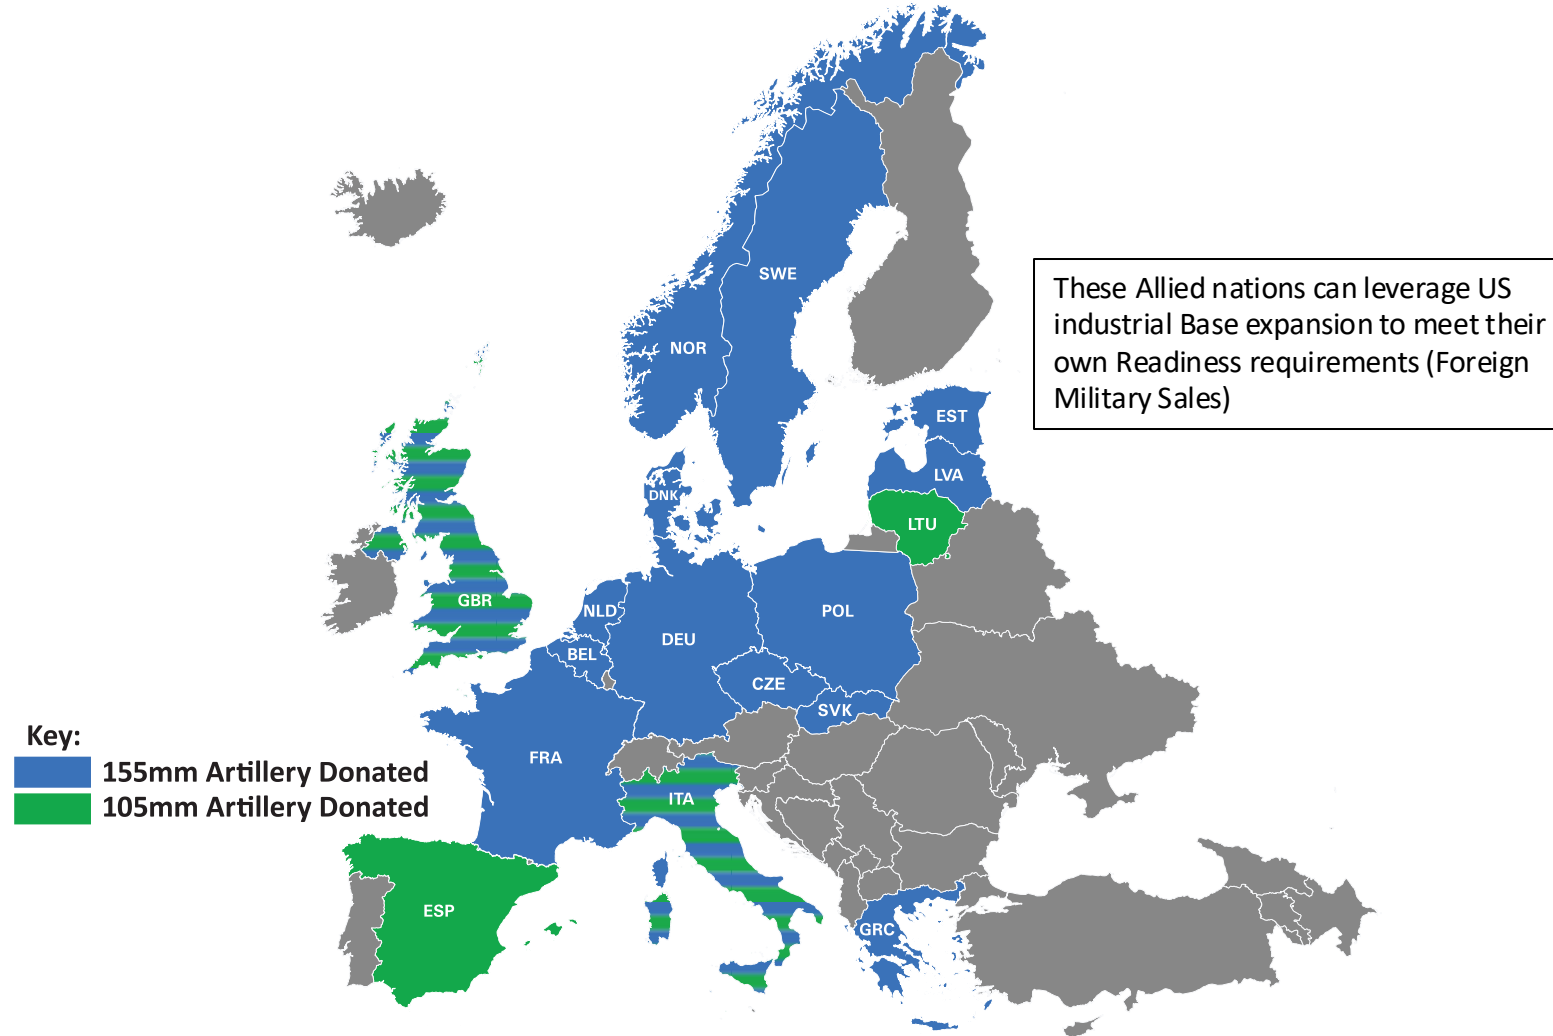 SWE
NOR
These Allied nations can leverage US
industrial Base expansion to meet their
own Readiness requirements (Foreign
Military Sales)
EST
LVA
DNK
LTU
GBR
NLD
POL
DEU
BEL
CZE
SVK
Key:
FRA
155mm Artillery Donated
ITA
105mm Artillery Donated
ESP
GRC